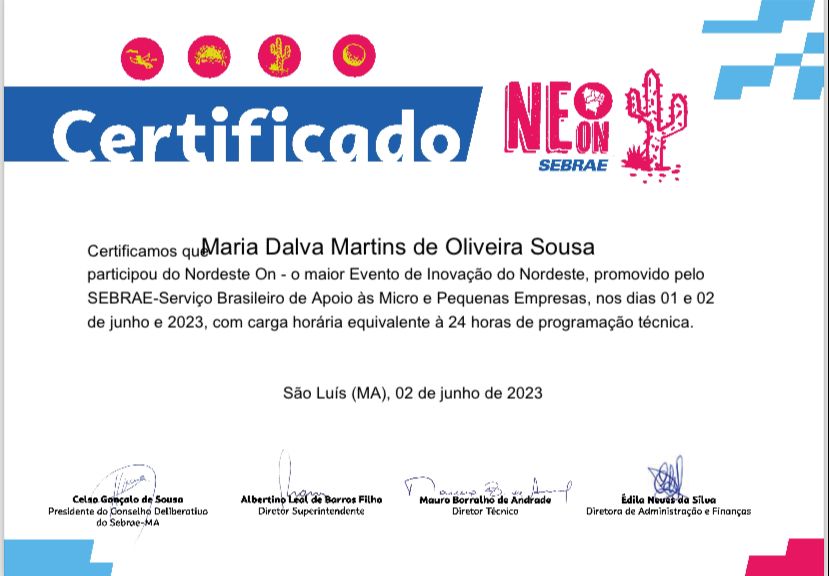 Certificado
NE ON
SEBRAE
Certificamos que Maria Dalva Martins de Oliveira Sousa
participou do Nordeste On - o maior Evento de Inovação do Nordeste, promovido pelo
SEBRAE-Serviço Brasileiro de Apoio às Micro e Pequenas Empresas, nos dias 01 e 02
de junho e 2023, com carga horária equivalente à 24 horas de programação técnica.
São Luís (MA), 02 de junho de 2023
Celso Gonçalo de Sousa
Presidente do Conselho Deliberativo
do Sebrae-MA
Albertino Leal de Barros Filho
Diretor Superintendente
Mauro Borralho de Andrade
Diretor Técnico
Édila Neves da Silva
Diretora de Administração e Finanças